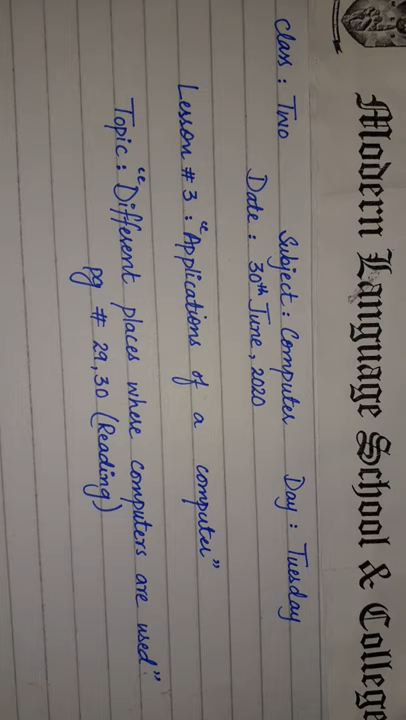 Modern Language School & College
Class : Two Subject : Computer Day : Tuesday
Date : 30th June, 2020
Lesson # 3 : "Applications of a computer"
Topic : "Different places where computers are used."
pg # 29,30 (Reading)